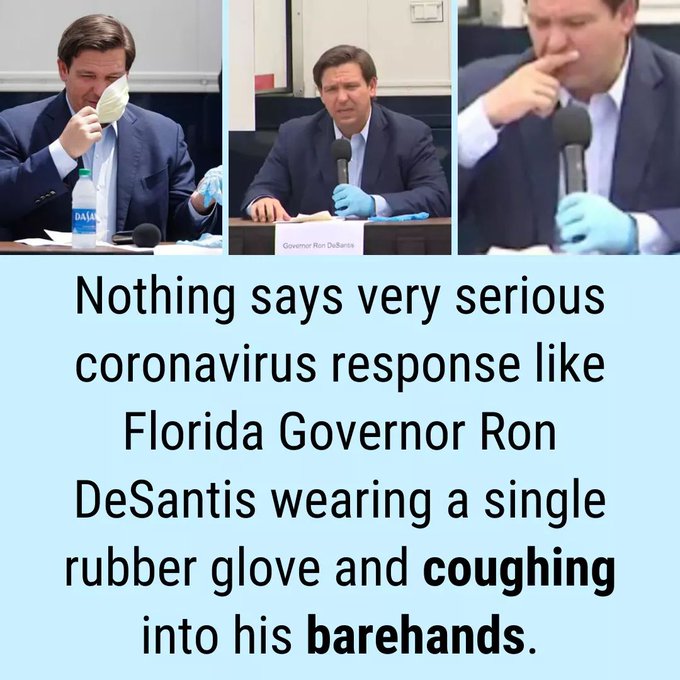 DASA
Governor Ron DeSantis
Nothing says very serious
coronavirus response like
Florida Governor Ron
DeSantis wearing a single
rubber glove and coughing
into his barehands.